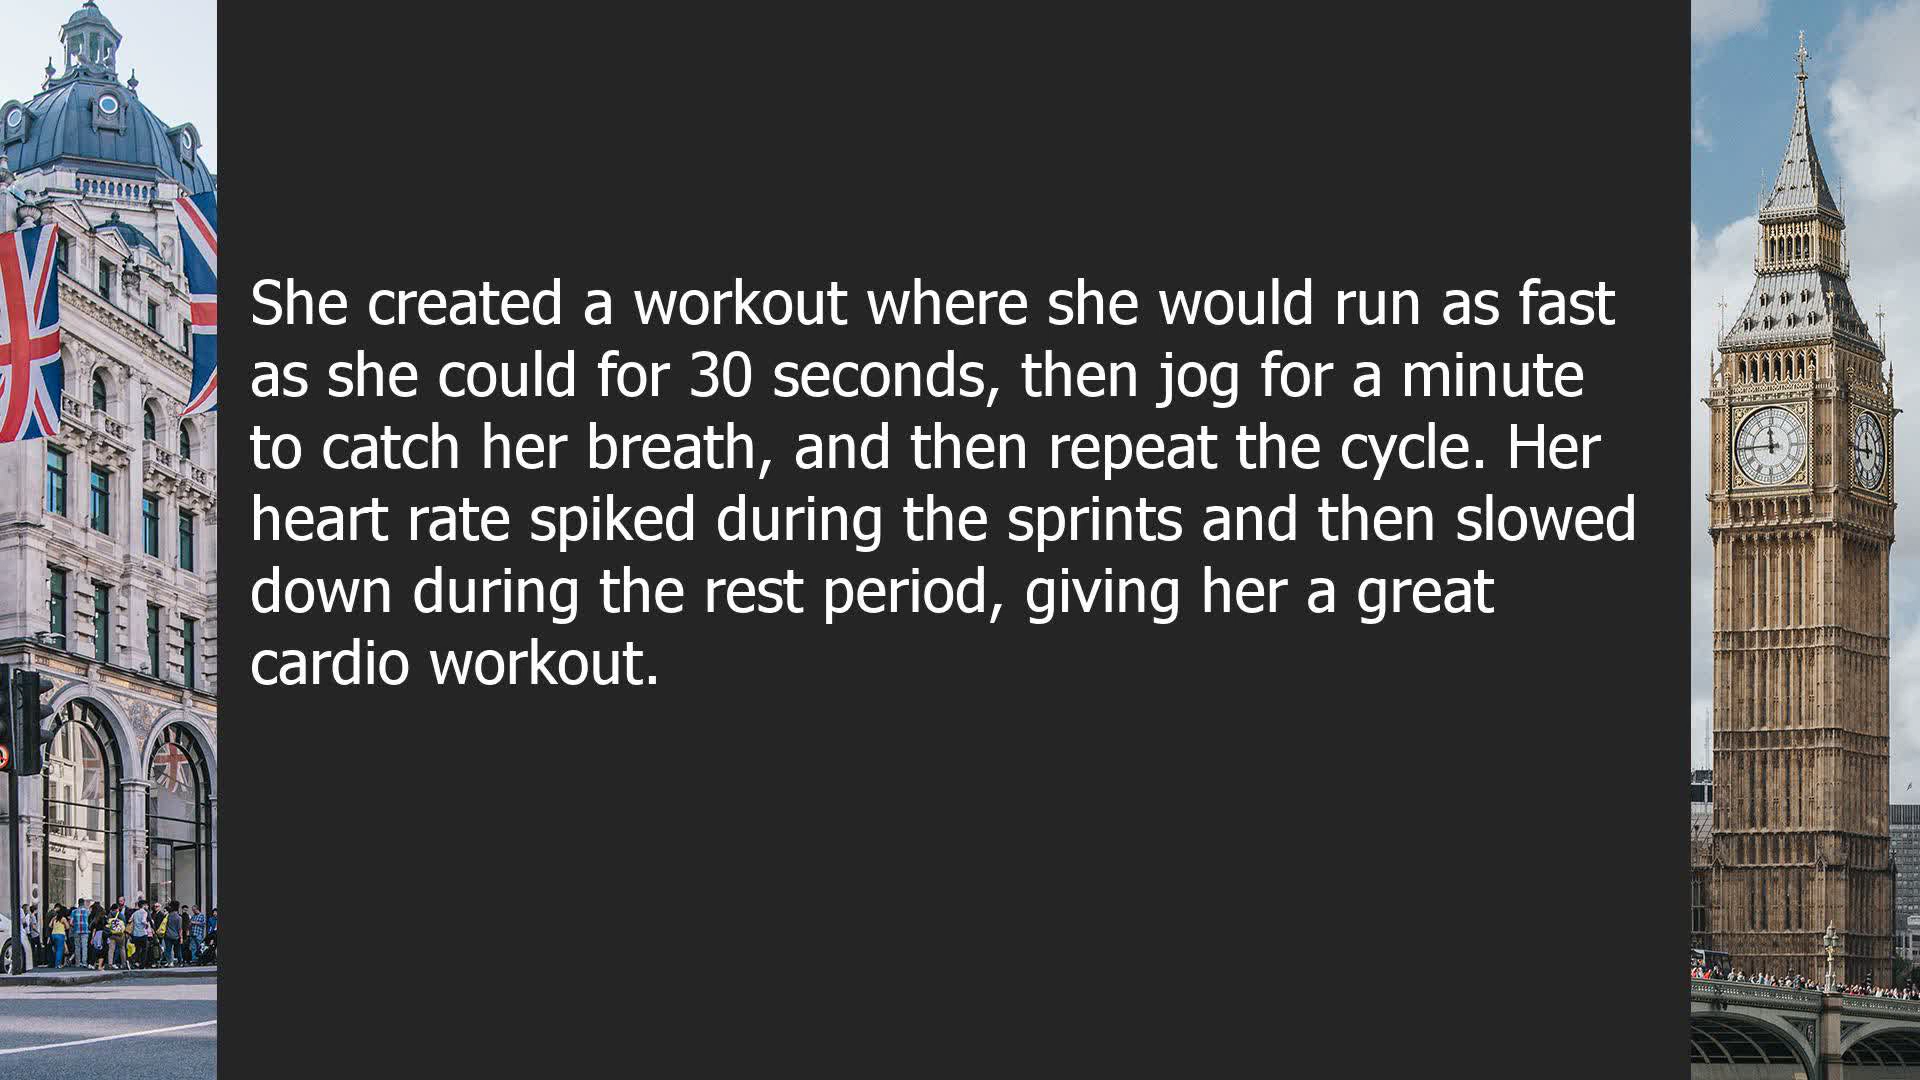 She created a workout where she would run as fast
as she could for 30 seconds, then jog for a minute
to catch her breath, and then repeat the cycle. Her
heart rate spiked during the sprints and then slowed
down during the rest period, giving her a great
cardio workout.